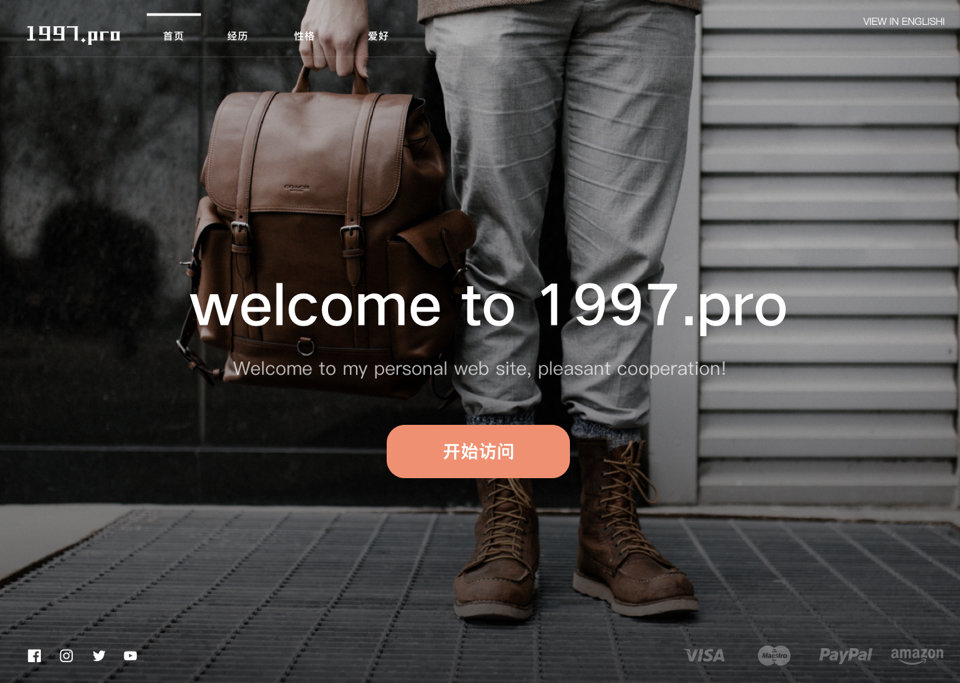 1997.pro 首页 经历 性格 爱好 VIEW IN ENGLISH!
COACH
welcome to 1997.pro
Welcome to my personal web site, pleasant cooperation!
开始访问
VISA Maestro PayPal amazon